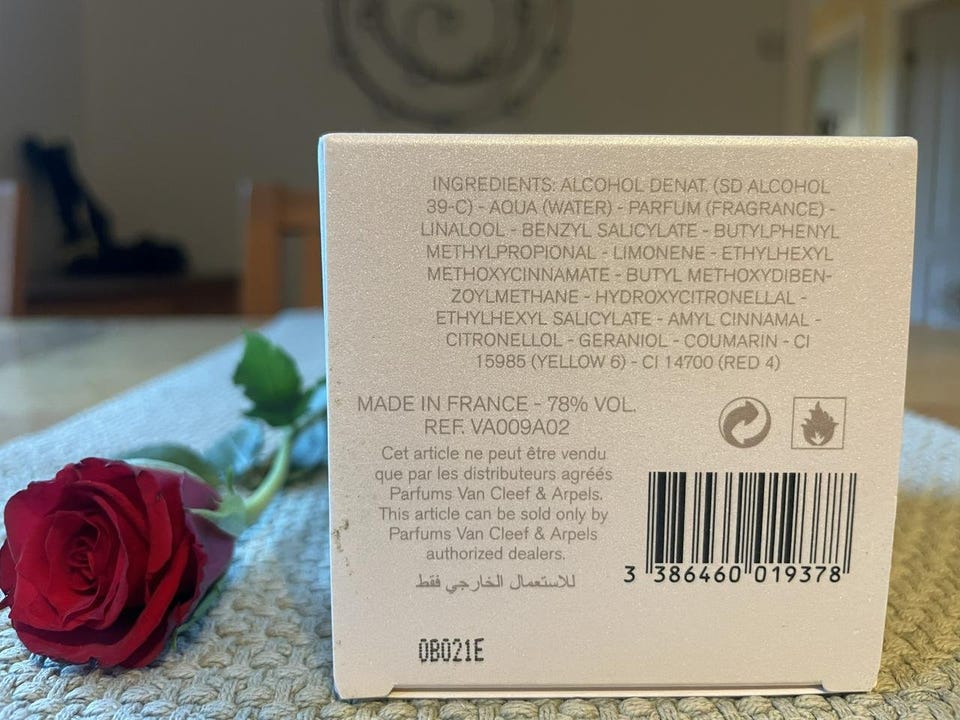 INGREDIENTS: ALCOHOL DENAT. (SD ALCOHOL
39-C) - AQUA (WATER) - PARFUM (FRAGRANCE) -
LINALOOL - BENZYL SALICYLATE - BUTYLPHENYL
METHYLPROPIONAL - LIMONENE - ETHYLHEXYL
METHOXYCINNAMATE - BUTYL METHOXYDIBEN-
ZOYLMETHANE - HYDROXYCITRONELLAL -
ETHYLHEXYL SALICYLATE - AMYL CINNAMAL -
CITRONELLOL - GERANIOL - COUMARIN - CI
15985 (YELLOW 6) - CI 14700 (RED 4)
MADE IN FRANCE - 78% VOL.
REF. VA009A02
Cet article ne peut être vendu
que par les distributeurs agréés
Parfums Van Cleef & Arpels.
This article can be sold only by
Parfums Van Cleef & Arpels
authorized dealers.
للاستعمال الخارجي فقط
3 386460 019378
0B021E